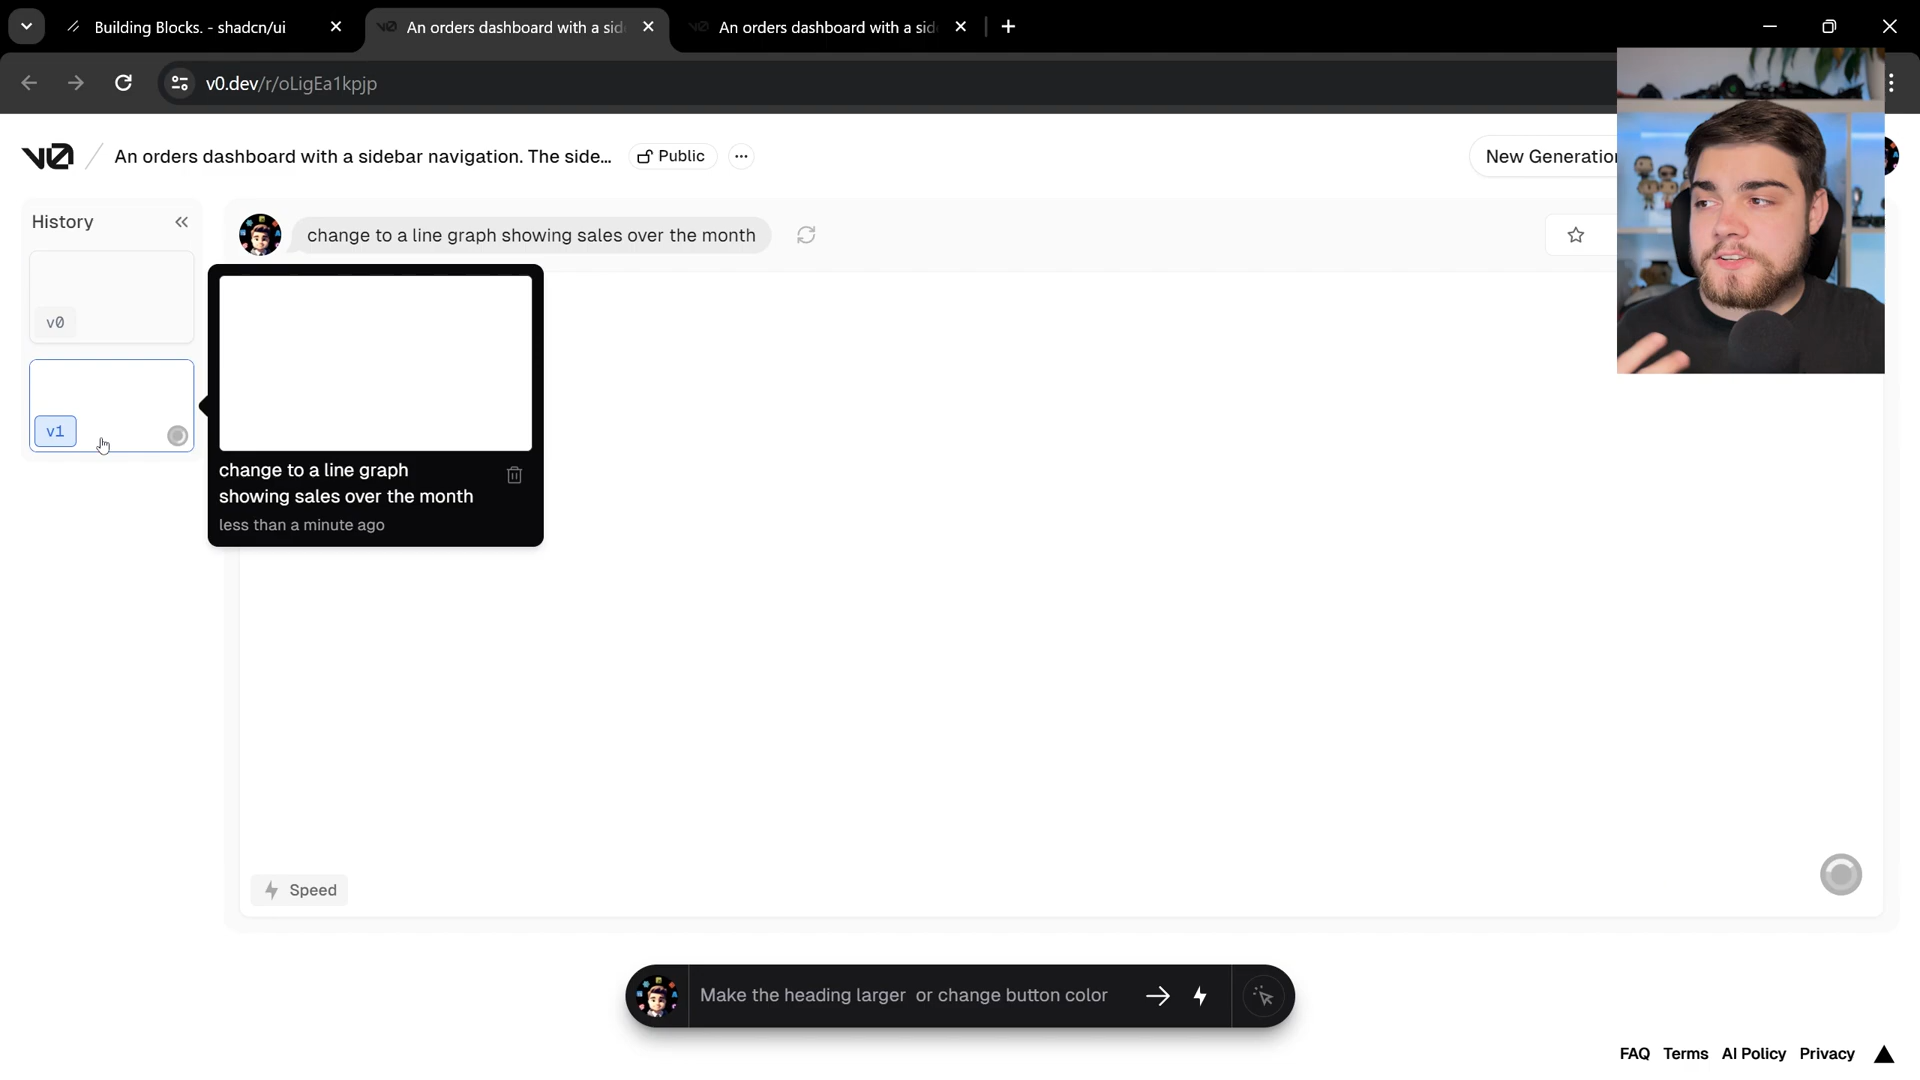 Building Blocks. - shadcn/ui
An orders dashboard with a sid
An orders dashboard with a sid
v0.dev/r/oLigEa1kpjp
v0
An orders dashboard with a sidebar navigation. The side...
Public
New Generation
History
change to a line graph showing sales over the month
v0
v1
change to a line graph
showing sales over the month
less than a minute ago
Speed
Make the heading larger or change button color
FAQ Terms AI Policy Privacy